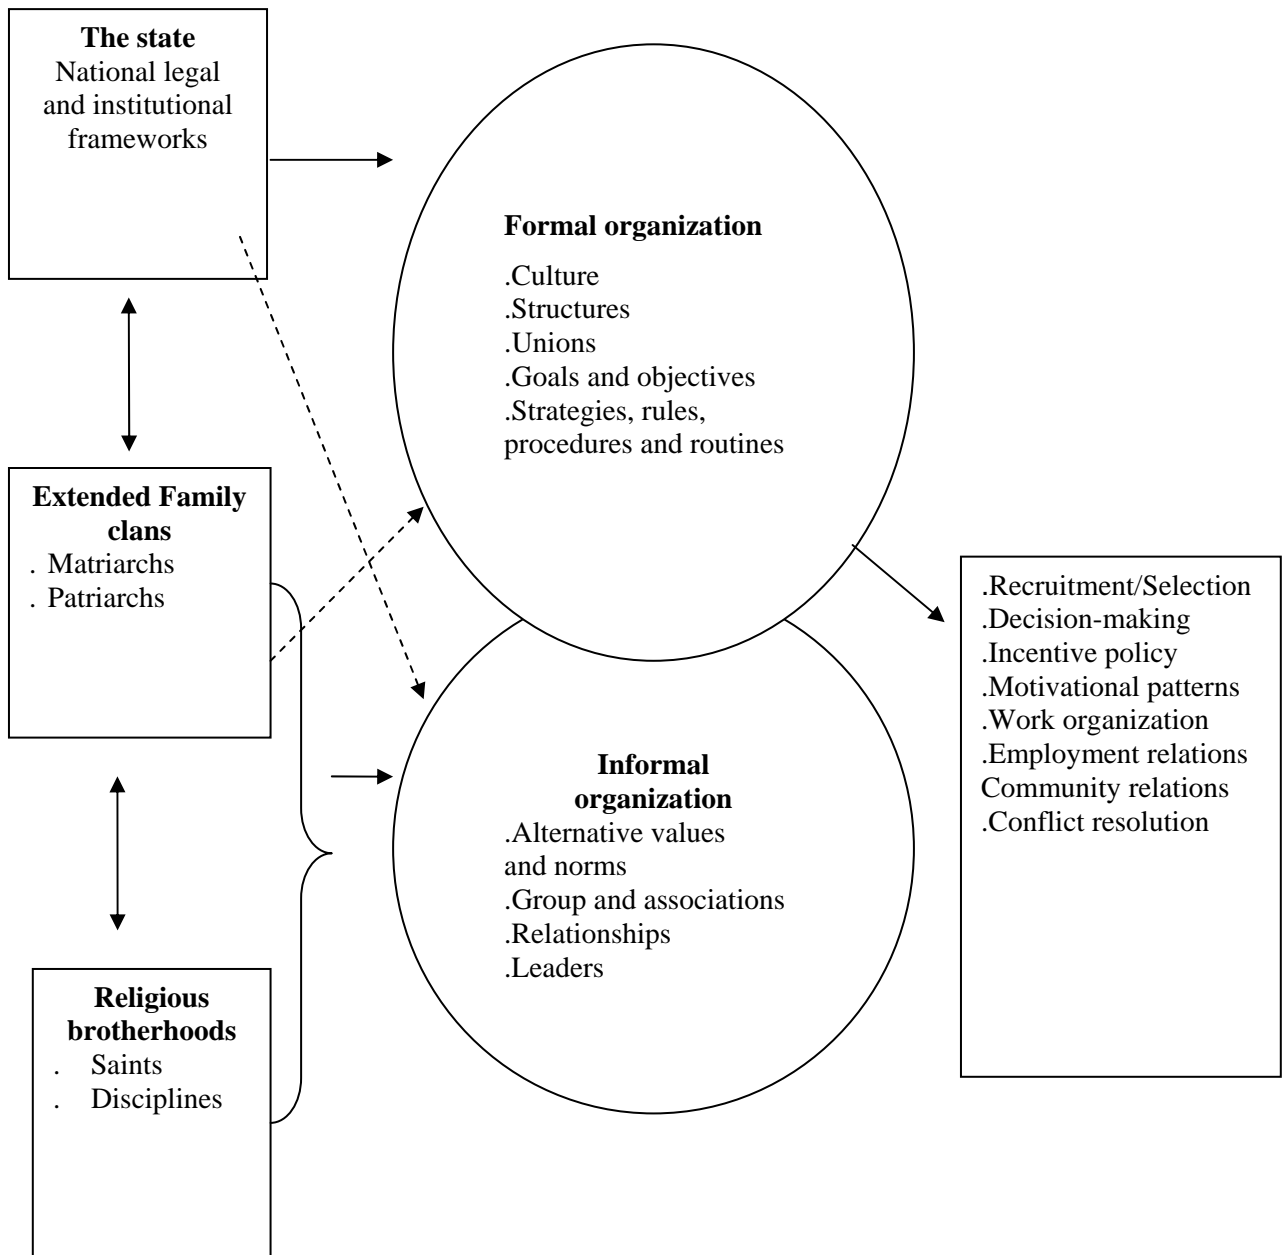 The state
National legal
and institutional
frameworks
Formal organization
.Culture
.Structures
.Unions
.Goals and objectives
.Strategies, rules,
procedures and routines
Extended Family
clans
. Matriarchs
. Patriarchs
.Recruitment/Selection
.Decision-making
.Incentive policy
.Motivational patterns
.Work organization
.Employment relations
Community relations
.Conflict resolution
Informal
organization
.Alternative values
and norms
.Group and associations
.Relationships
.Leaders
Religious
brotherhoods
. Saints
. Disciplines